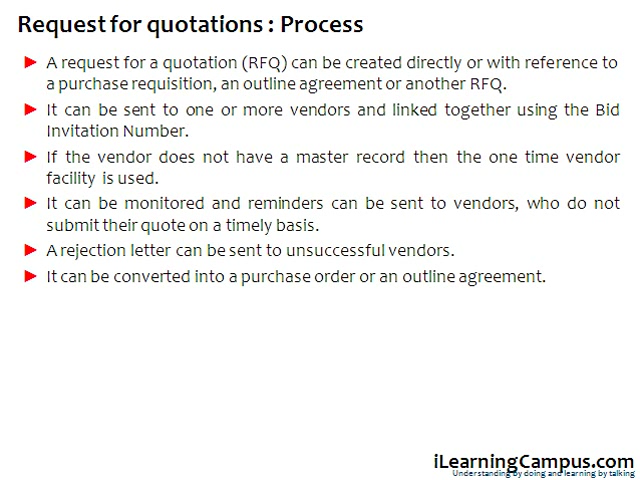 Request for quotations : Process
A request for a quotation (RFQ) can be created directly or with reference to
a purchase requisition, an outline agreement or another RFQ.
It can be sent to one or more vendors and linked together using the Bid
Invitation Number.
If the vendor does not have a master record then the one time vendor
facility is used.
It can be monitored and reminders can be sent to vendors, who do not
submit their quote on a timely basis.
A rejection letter can be sent to unsuccessful vendors.
It can be converted into a purchase order or an outline agreement.
iLearningCampus.com
Understanding by doing and learning by talking